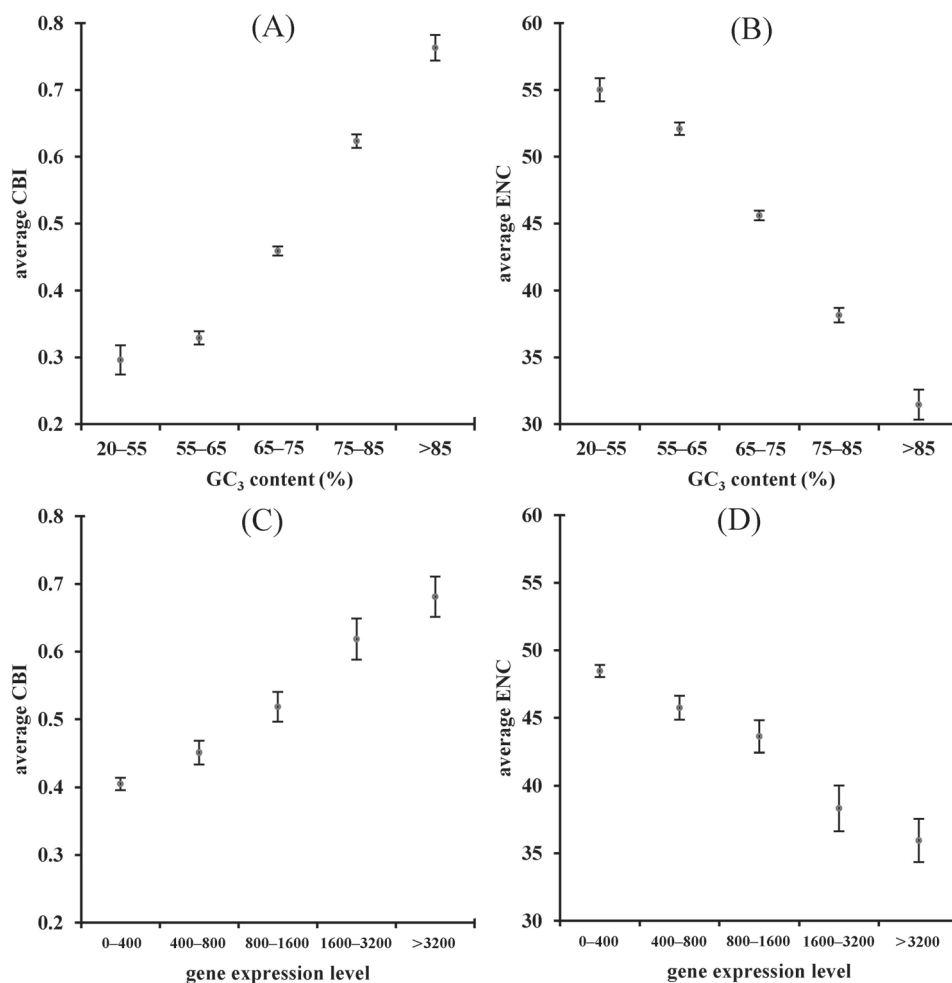 (A)
average CBI
0.8
0.7
0.6
0.5
0.4
0.3
0.2
20–55 55–65 65–75 75–85 >85
GC₃ content (%)
(B)
average ENC
60
55
50
45
40
35
30
20–55 55–65 65–75 75–85 >85
GC₃ content (%)
(C)
average CBI
0.8
0.7
0.6
0.5
0.4
0.3
0.2
0–400 400–800 800–1600 1600–3200 >3200
gene expression level
(D)
average ENC
60
55
50
45
40
35
30
0–400 400–800 800–1600 1600–3200 >3200
gene expression level